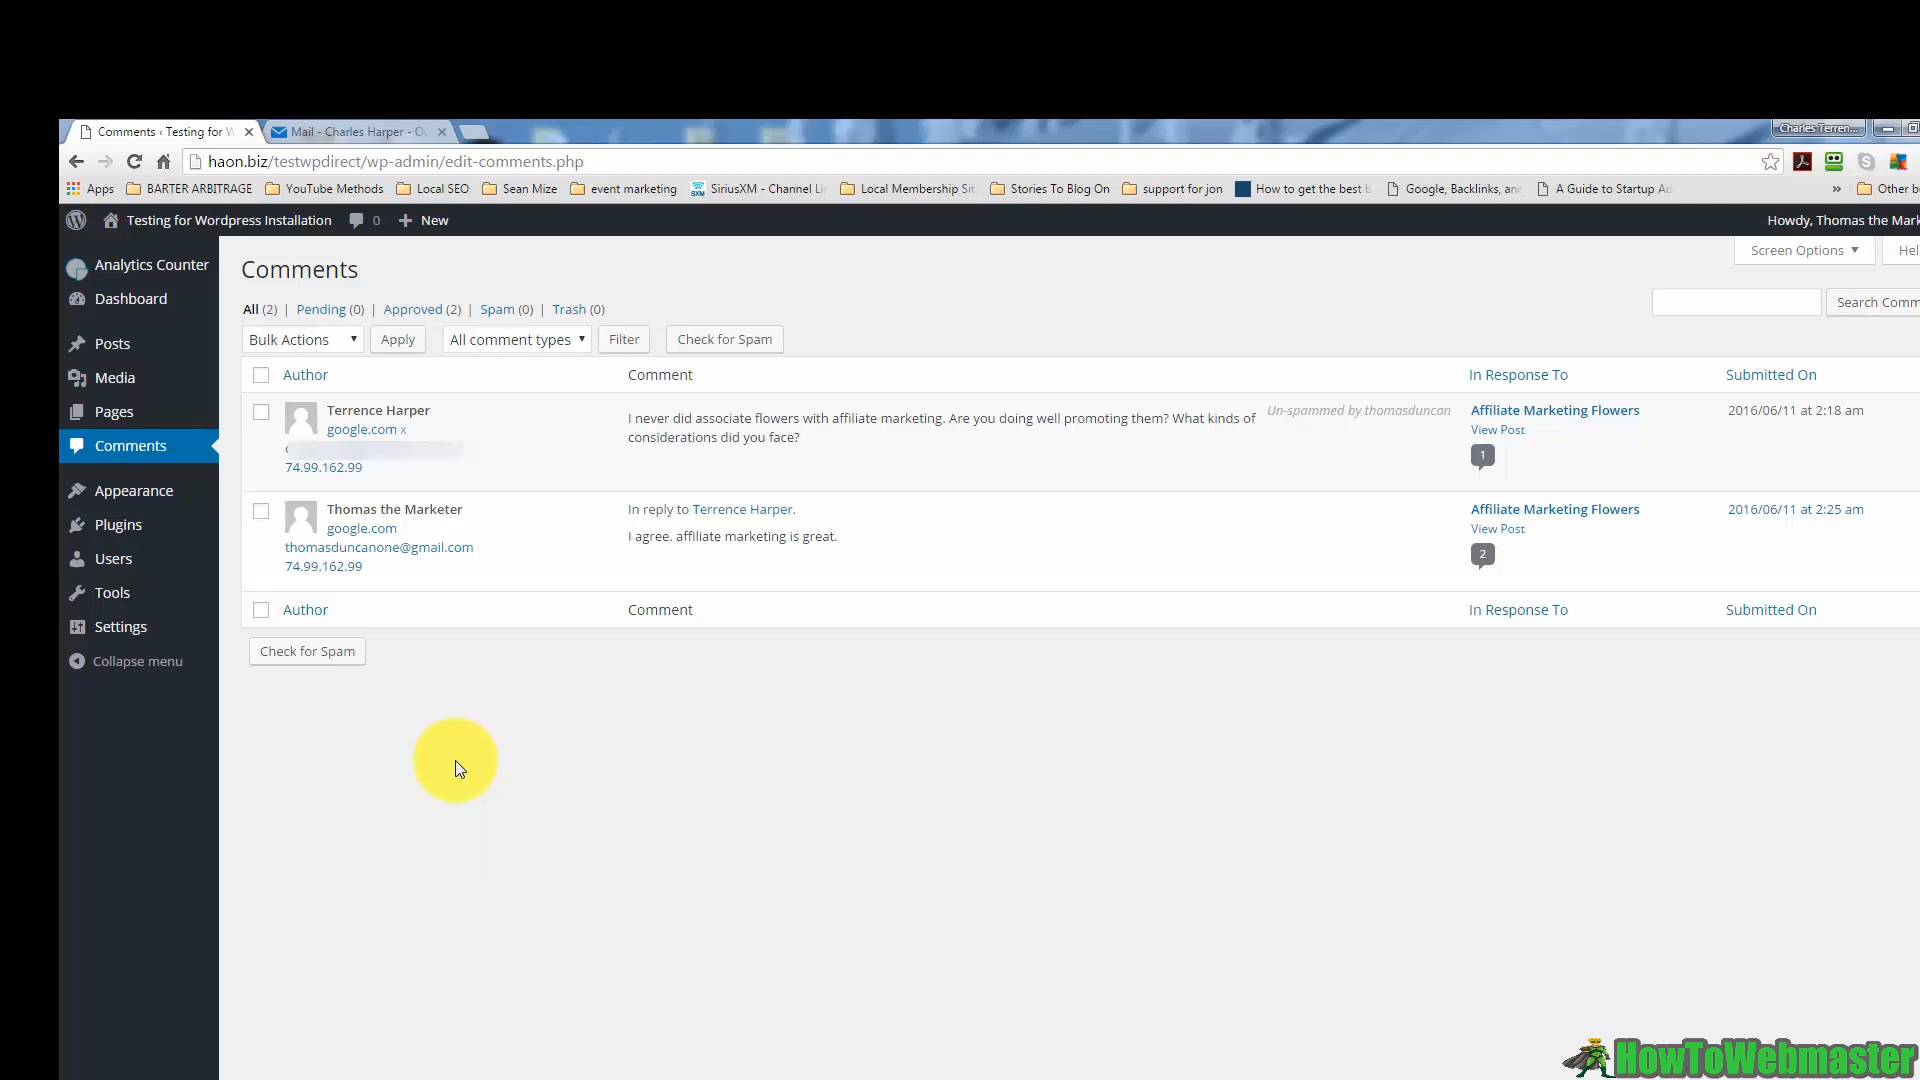 Comments ‹ Testing for W
Mail - Charles Harper - Ou
Charles Terren...
haon.biz/testwpdirect/wp-admin/edit-comments.php
Apps BARTER ARBITRAGE YouTube Methods Local SEO Sean Mize event marketing SiriusXM - Channel Li Local Membership Sit Stories To Blog On support for jon How to get the best b Google, Backlinks, an A Guide to Startup Ad » Other b
Testing for Wordpress Installation 0 + New Howdy, Thomas the Mark
Analytics Counter
Dashboard
Posts
Media
Pages
Comments
Appearance
Plugins
Users
Tools
Settings
Collapse menu
Screen Options ▼ Hel
Comments
All (2) | Pending (0) | Approved (2) | Spam (0) | Trash (0)
Search Comm
Bulk Actions ▼ Apply All comment types ▼ Filter Check for Spam
Author Comment In Response To Submitted On
Terrence Harper
google.com x
74.99.162.99
I never did associate flowers with affiliate marketing. Are you doing well promoting them? What kinds of
considerations did you face?
Un-spammed by thomasduncan
Affiliate Marketing Flowers
View Post
1
2016/06/11 at 2:18 am
Thomas the Marketer
google.com
thomasduncanone@gmail.com
74.99.162.99
In reply to Terrence Harper.
I agree. affiliate marketing is great.
Affiliate Marketing Flowers
View Post
2
2016/06/11 at 2:25 am
Author Comment In Response To Submitted On
Check for Spam
HowToWebmaster